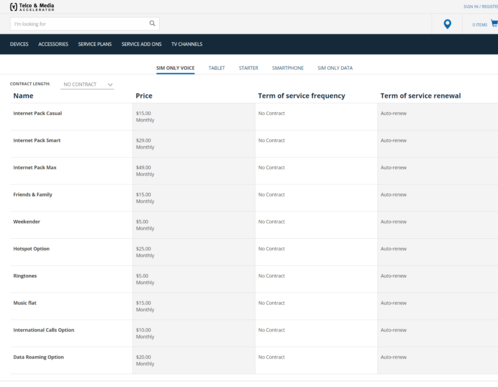 Telco & Media
ACCELERATOR
SIGN IN / REGISTER
I'm looking for
0 ITEMS
DEVICES ACCESSORIES SERVICE PLANS SERVICE ADD ONS TV CHANNELS
SIM ONLY VOICE TABLET STARTER SMARTPHONE SIM ONLY DATA
CONTRACT LENGTH: NO CONTRACT
Name Price Term of service frequency Term of service renewal
Internet Pack Casual $15.00 No Contract Auto-renew
Monthly
Internet Pack Smart $29.00 No Contract Auto-renew
Monthly
Internet Pack Max $49.00 No Contract Auto-renew
Monthly
Friends & Family $15.00 No Contract Auto-renew
Monthly
Weekender $5.00 No Contract Auto-renew
Monthly
Hotspot Option $25.00 No Contract Auto-renew
Monthly
Ringtones $5.00 No Contract Auto-renew
Monthly
Music flat $15.00 No Contract Auto-renew
Monthly
International Calls Option $10.00 No Contract Auto-renew
Monthly
Data Roaming Option $20.00 No Contract Auto-renew
Monthly